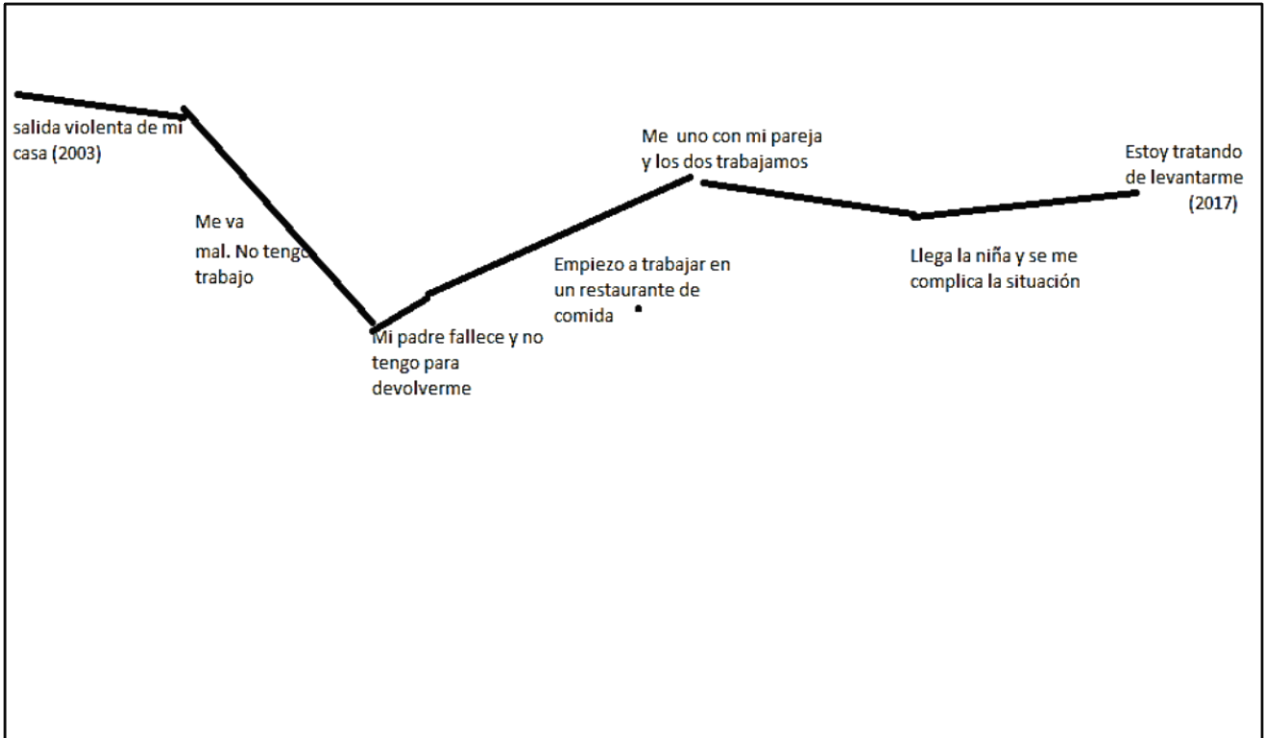 salida violenta de mi
casa (2003)
Me va
mal. No tengo
trabajo
Mi padre fallece y no
tengo para
devolverme
Empiezo a trabajar en
un restaurante de
comida
Me uno con mi pareja
y los dos trabajamos
Llega la niña y se me
complica la situación
Estoy tratando
de levantarme
(2017)